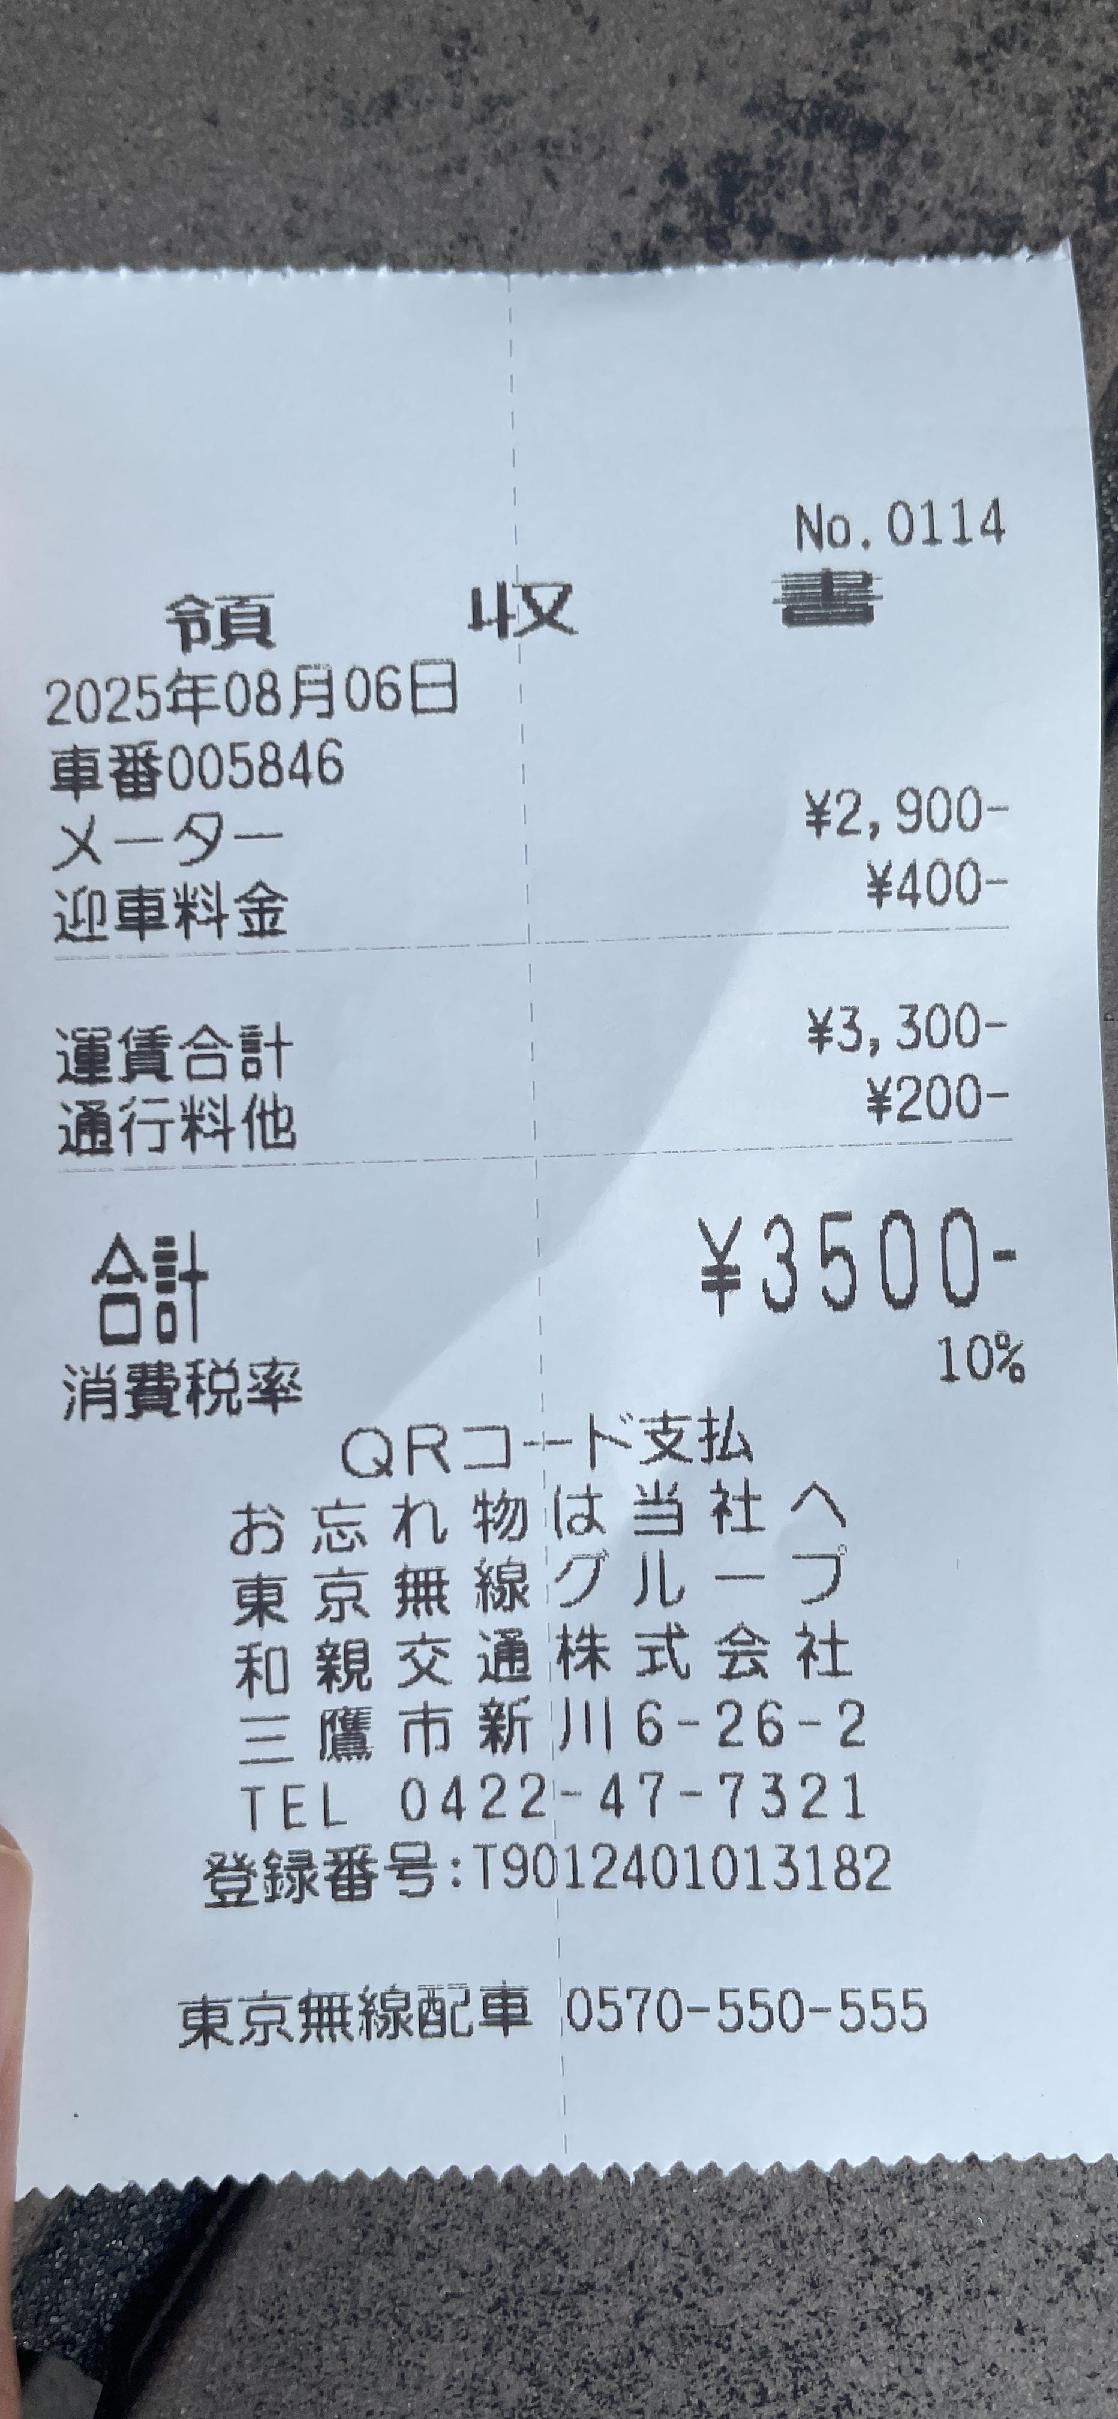 No.0114
領 収 書
2025年08月06日
車番005846
メーター ¥2,900-
迎車料金 ¥400-
運賃合計 ¥3,300-
通行料他 ¥200-
合計 ¥3500-
消費税率 10%
QRコード支払
お忘れ物は当社へ
東京無線グループ
和親交通株式会社
三鷹市新川6-26-2
TEL 0422-47-7321
登録番号:T9012401013182
東京無線配車 0570-550-555